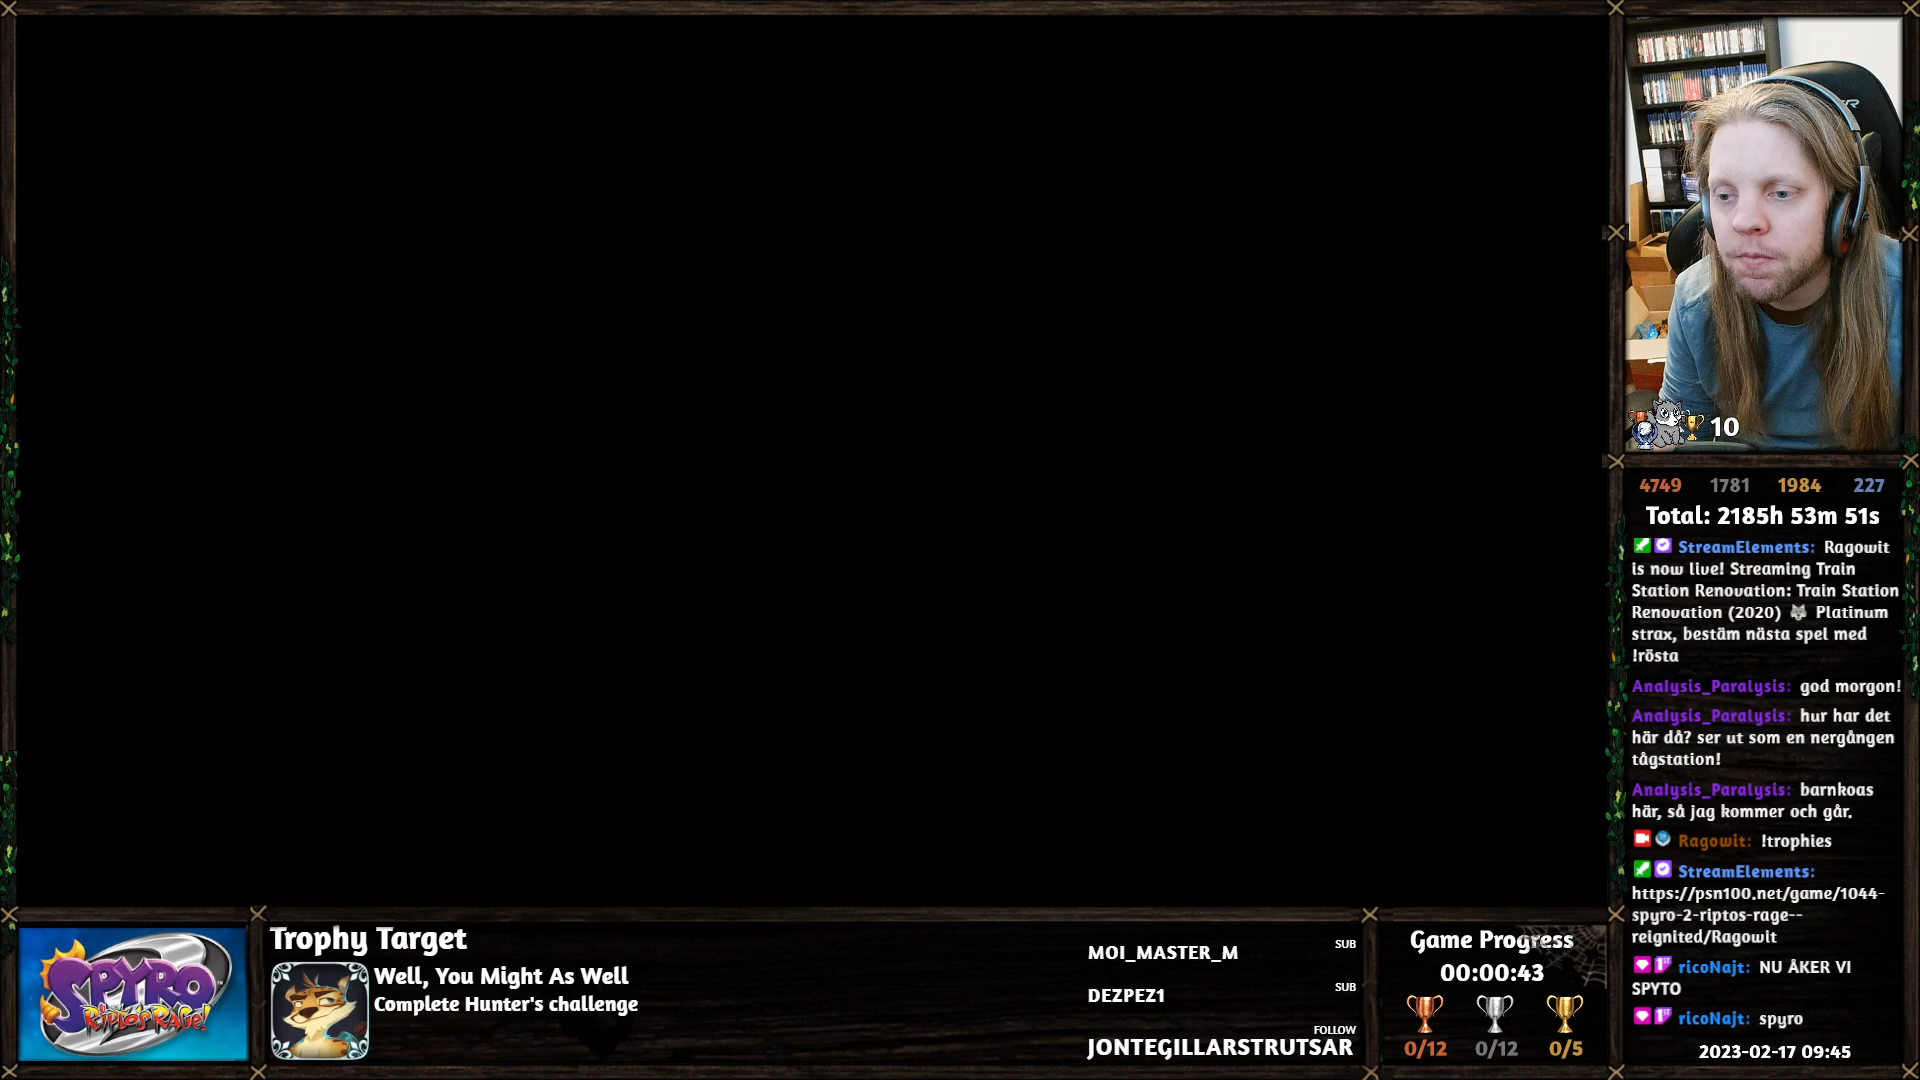 10
4749 1781 1984 227
Total: 2185h 53m 51s
StreamElements: Ragowit
is now live! Streaming Train
Station Renovation: Train Station
Renovation (2020) Platinum
strax, bestäm nästa spel med
!rösta
Analysis_Paralysis: god morgon!
Analysis_Paralysis: hur har det
här då? ser ut som en nergången
tågstation!
Analysis_Paralysis: barnkoas
här, så jag kommer och går.
Ragowit: !trophies
StreamElements:
https://psn100.net/game/1044-
spyro-2-riptos-rage--
reignited/Ragowit
ricoNajt: NU ÅKER VI
SPYTO
ricoNajt: spyro
2023-02-17 09:45
SPYRO
Ripto's Rage!
Trophy Target
Well, You Might As Well
Complete Hunter's challenge
MOI_MASTER_M SUB
DEZPEZ1 SUB
JONTEGILLARSTRUTSAR FOLLOW
Game Progress
00:00:43
0/12 0/12 0/5